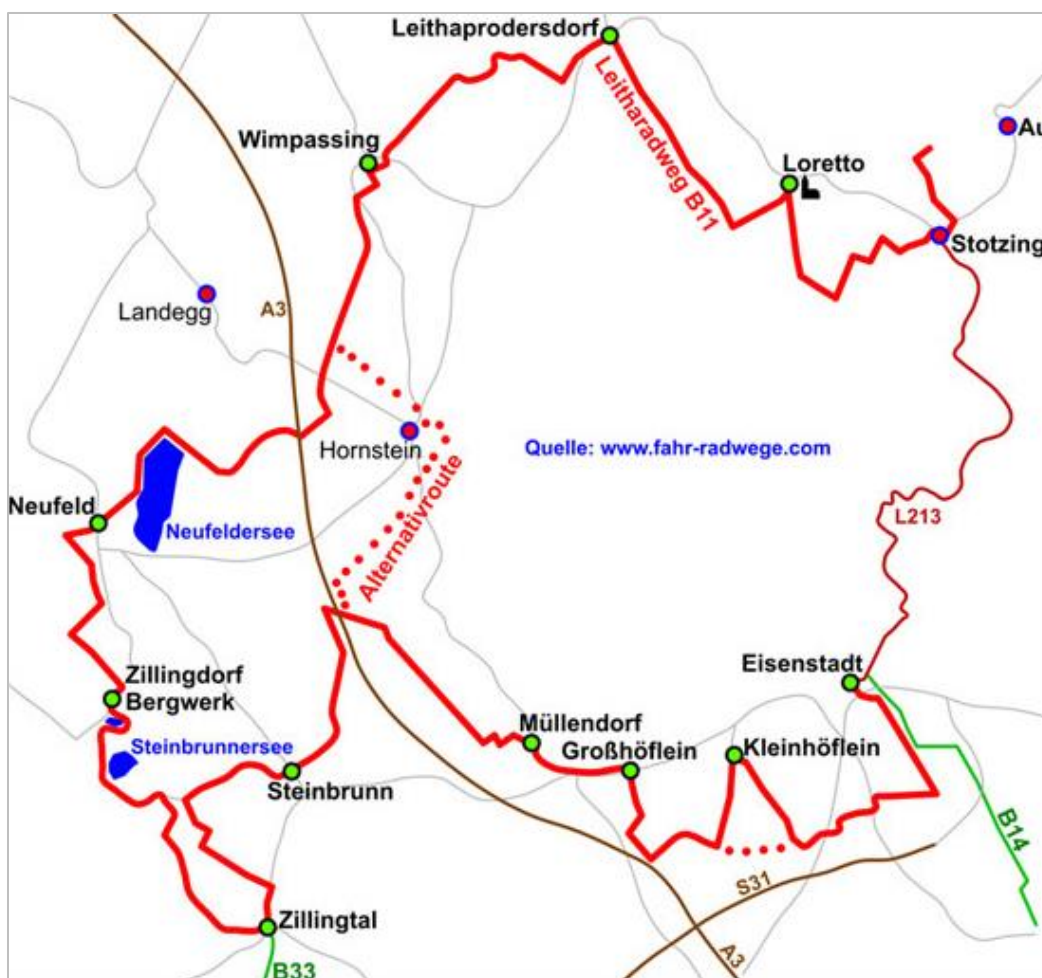 Leithaprodersdorf
Leitharadweg B11
Wimpassing
Loretto
Au
Stotzing
Landegg
A3
Hornstein
Quelle: www.fahr-radwege.com
Alternativroute
Neufeld
Neufeldersee
L213
Zillingdorf
Bergwerk
Eisenstadt
Steinbrunnersee
Müllendorf
Großhöflein
Kleinhöflein
Steinbrunn
B14
S31
Zillingtal
A3
B33